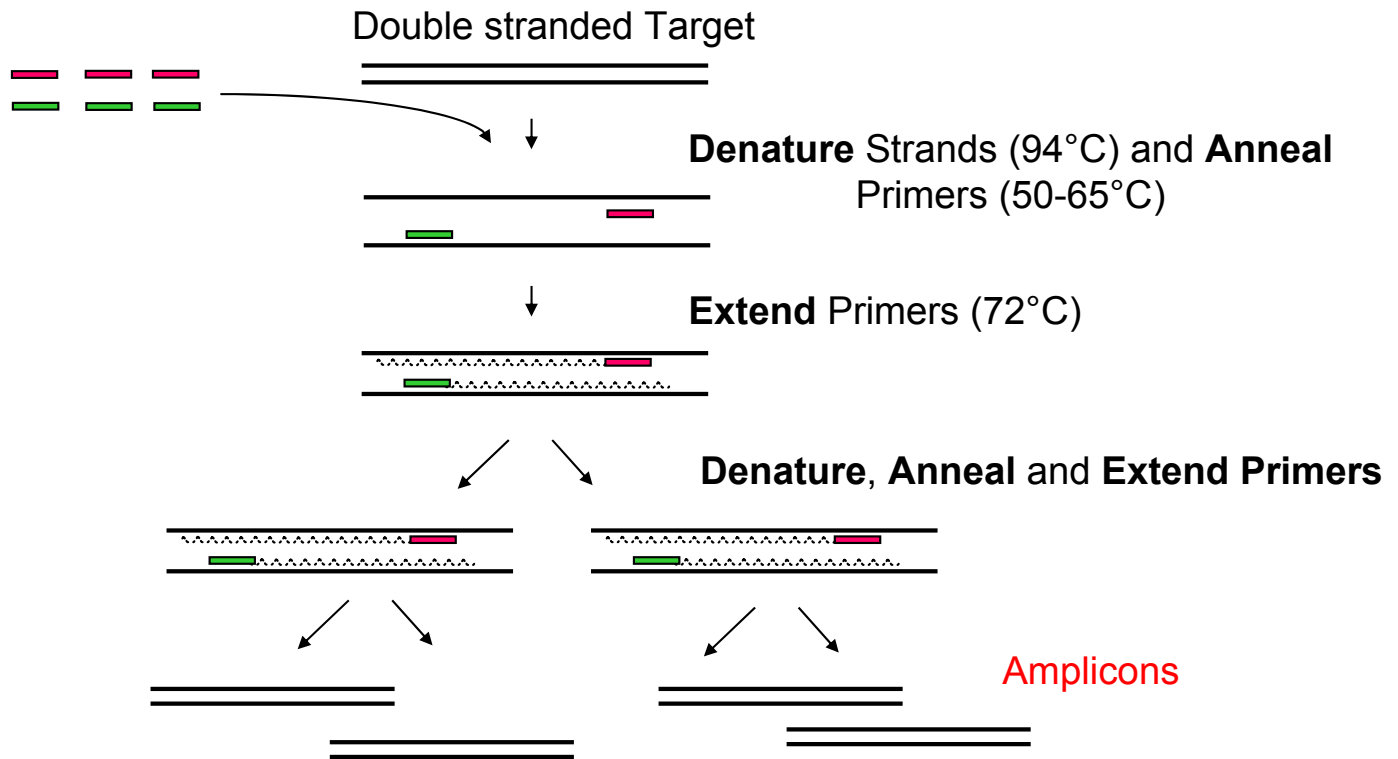 Double stranded Target
Denature Strands (94°C) and Anneal
Primers (50-65°C)
Extend Primers (72°C)
Denature, Anneal and Extend Primers
Amplicons